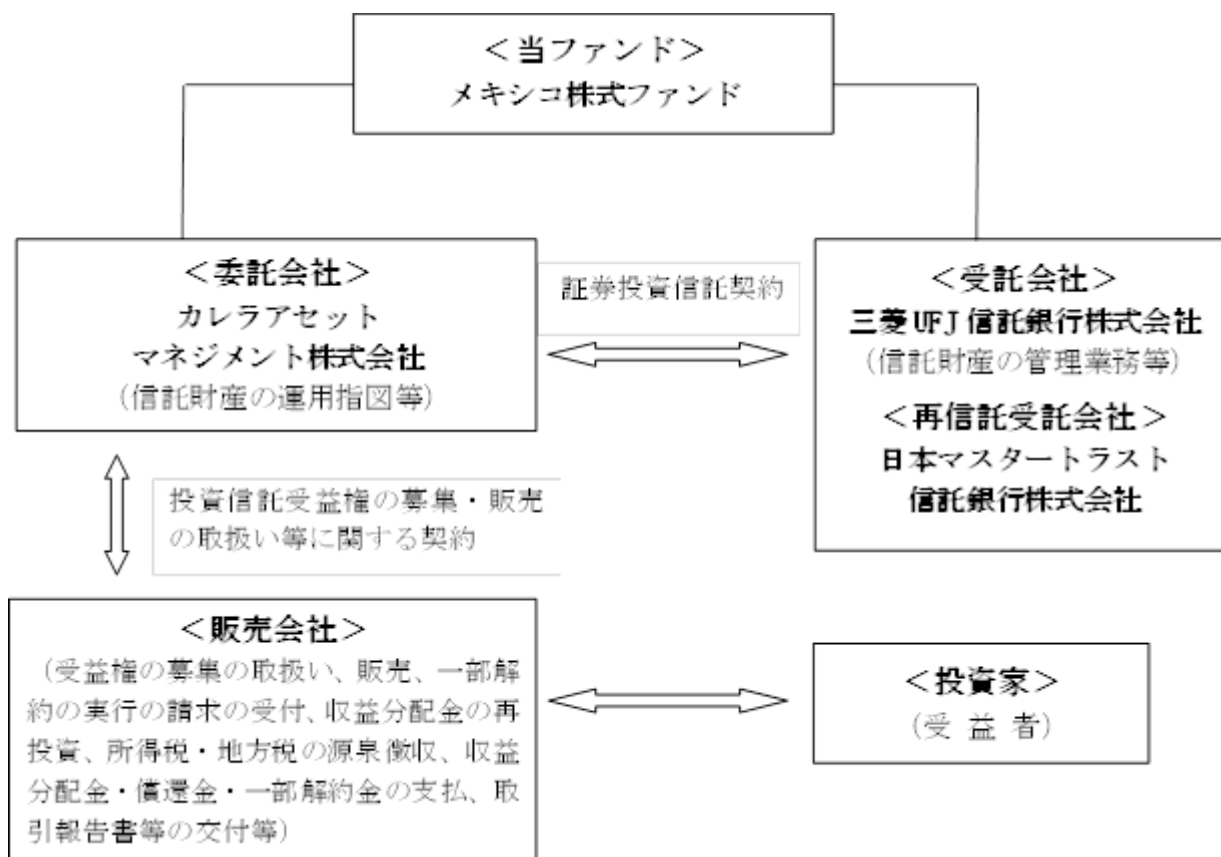 ＜当ファンド＞
メキシコ株式ファンド
＜委託会社＞
カレラアセット
マネジメント株式会社
（信託財産の運用指図等）
証券投資信託契約
＜受託会社＞
三菱UFJ信託銀行株式会社
（信託財産の管理業務等）
＜再信託受託会社＞
日本マスタートラスト
信託銀行株式会社
投資信託受益権の募集・販売
の取扱い等に関する契約
＜販売会社＞
（受益権の募集の取扱い、販売、一部解
約の実行の請求の受付、収益分配金の再
投資、所得税・地方税の源泉徴収、収益
分配金・償還金・一部解約金の支払、取
引報告書等の交付等）
＜投資家＞
（受 益 者）